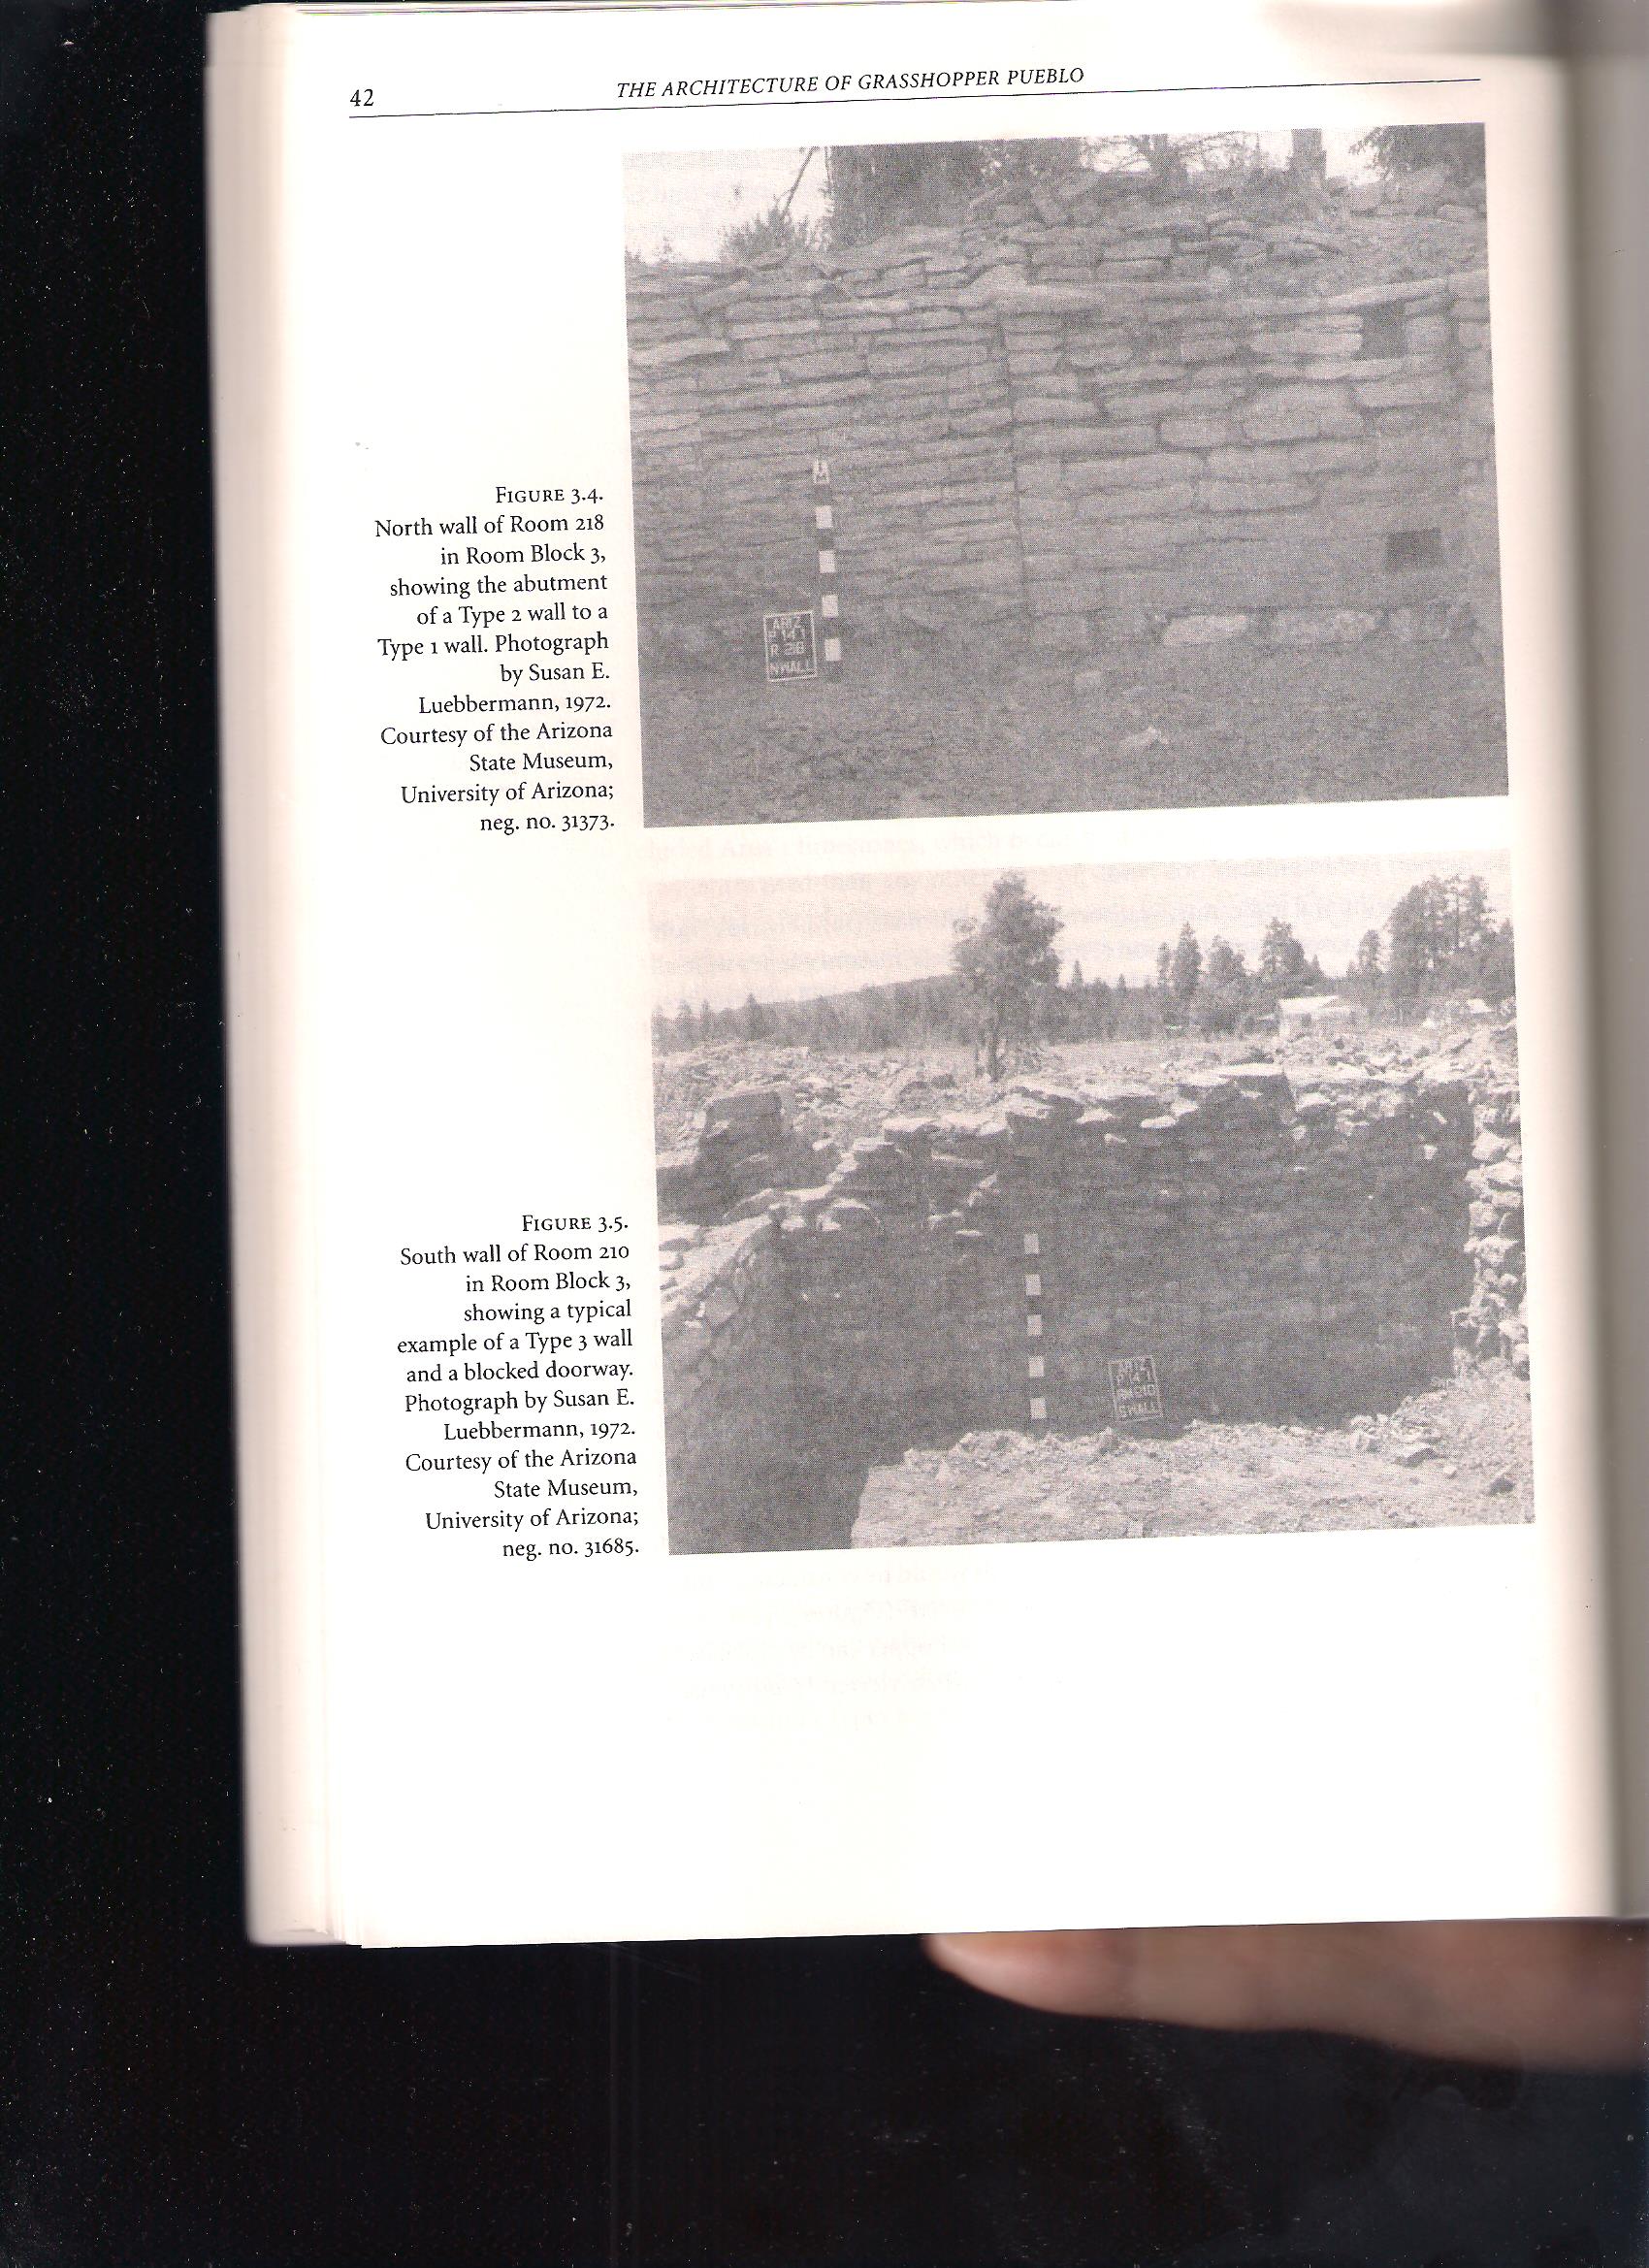 42
THE ARCHITECTURE OF GRASSHOPPER PUEBLO
FIGURE 3.4.
North wall of Room 218
in Room Block 3,
showing the abutment
of a Type 2 wall to a
Type 1 wall. Photograph
by Susan E.
Luebbermann, 1972.
Courtesy of the Arizona
State Museum,
University of Arizona;
neg. no. 31373.
ARIZ
P 14 1
N WALL
FIGURE 3.5.
South wall of Room 210
in Room Block 3,
showing a typical
example of a Type 3 wall
and a blocked doorway.
Photograph by Susan E.
Luebbermann, 1972.
Courtesy of the Arizona
State Museum,
University of Arizona;
neg. no. 31685.
ARIZ
P 14 1
S WALL